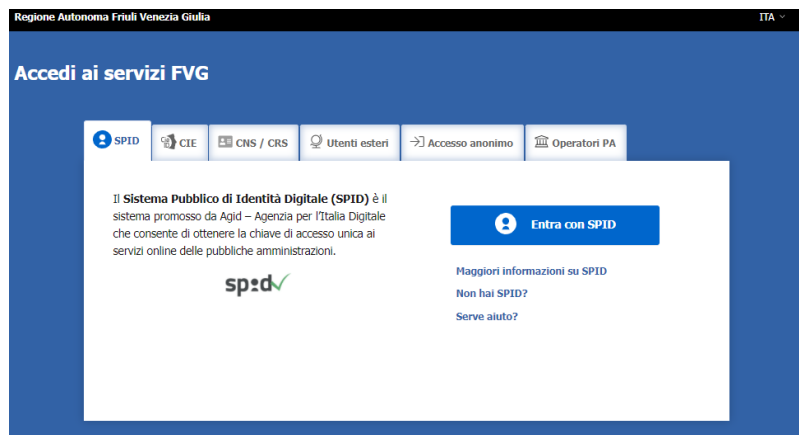 Regione Autonoma Friuli Venezia Giulia
ITA
Accedi ai servizi FVG
SPID
CIE
CNS / CRS
Utenti esteri
Accesso anonimo
Operatori PA
Il Sistema Pubblico di Identità Digitale (SPID) è il
sistema promosso da Agid – Agenzia per l'Italia Digitale
che consente di ottenere la chiave di accesso unica ai
servizi online delle pubbliche amministrazioni.
spid
Entra con SPID
Maggiori informazioni su SPID
Non hai SPID?
Serve aiuto?